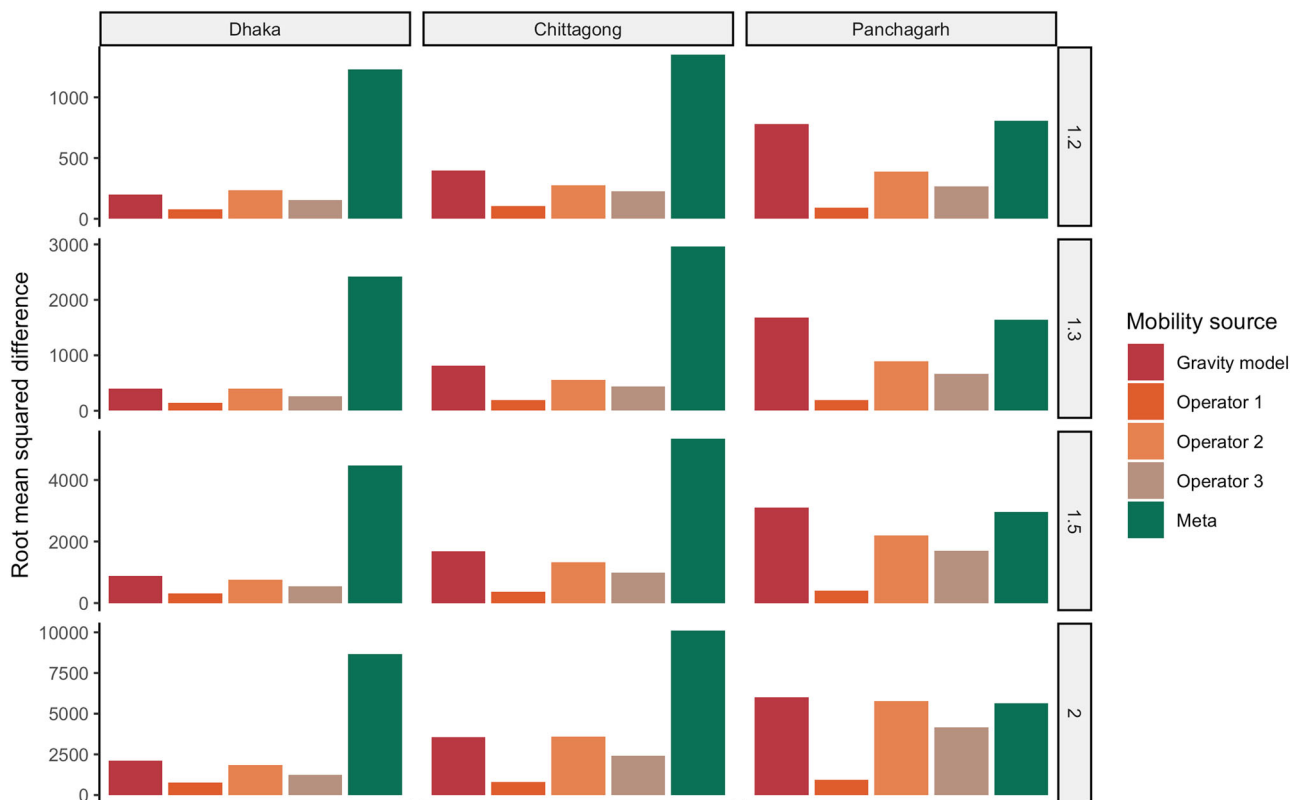 Dhaka Chittagong Panchagarh
Root mean squared difference
1000
500
0
1.2
3000
2000
1000
0
1.3
4000
2000
0
1.5
10000
7500
5000
2500
0
2
Mobility source
Gravity model
Operator 1
Operator 2
Operator 3
Meta